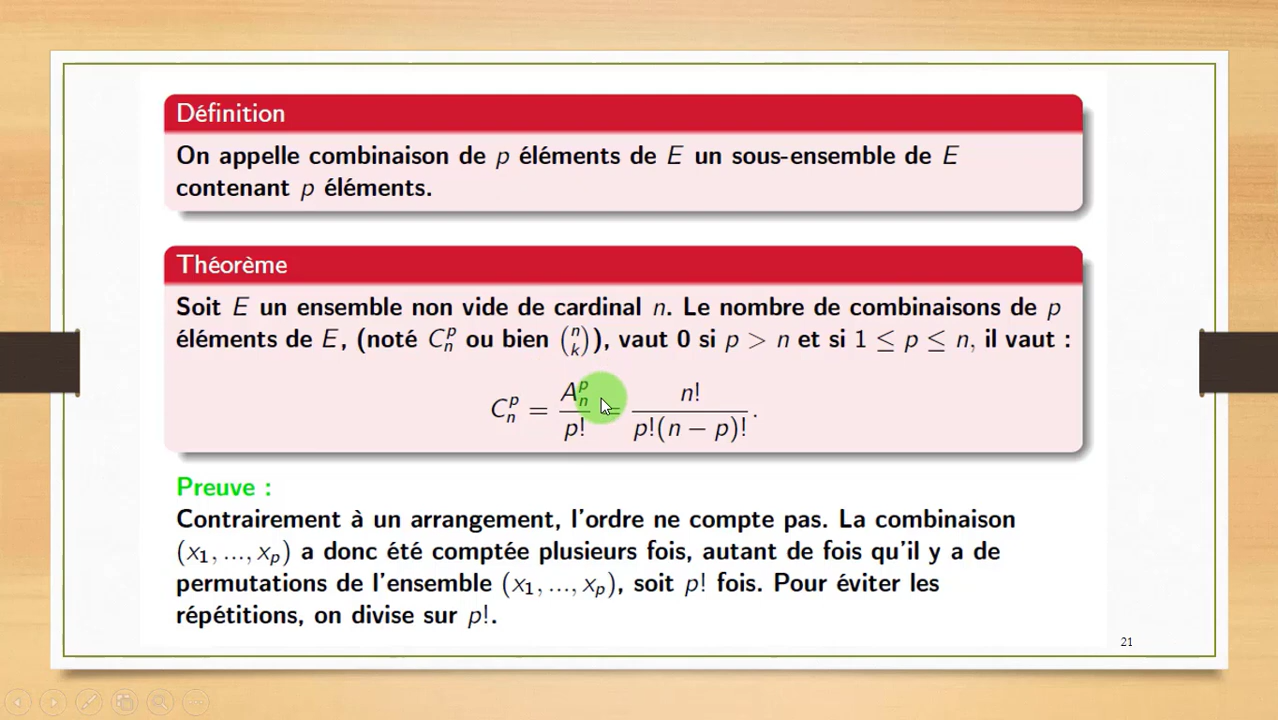 Définition
On appelle combinaison de p éléments de E un sous-ensemble de E
contenant p éléments.
Théorème
Soit E un ensemble non vide de cardinal n. Le nombre de combinaisons de p
éléments de E, (noté $C_n^p$ ou bien $\binom{n}{k}$), vaut 0 si p > n et si 1 ≤ p ≤ n, il vaut :
$C_n^p = \frac{A_n^p}{p!} = \frac{n!}{p!(n-p)!}.$
Preuve :
Contrairement à un arrangement, l'ordre ne compte pas. La combinaison
$(x_1, ..., x_p)$ a donc été comptée plusieurs fois, autant de fois qu'il y a de
permutations de l'ensemble $(x_1, ..., x_p)$, soit p! fois. Pour éviter les
répétitions, on divise sur p!.
21